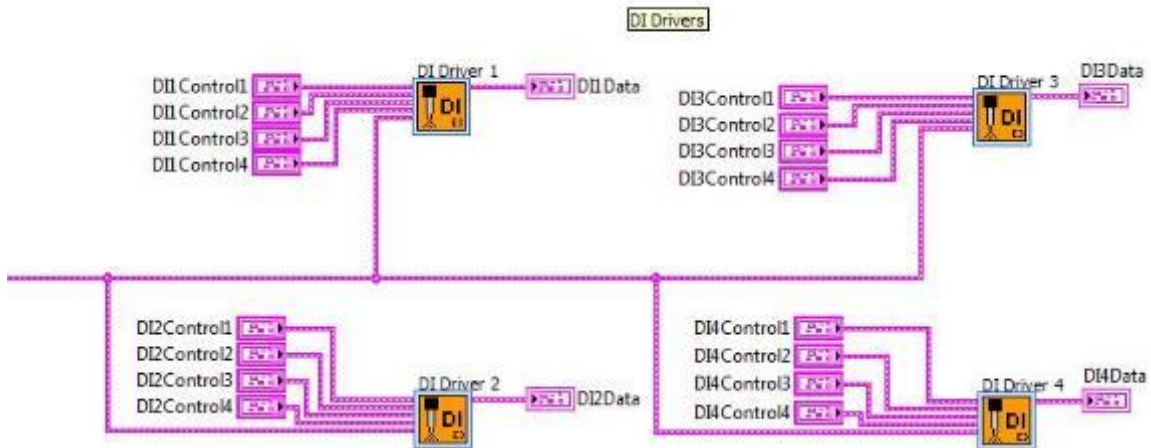 DI Drivers
DI Driver 1
DI1Control1
DI1Control2
DI1Control3
DI1Control4
DI
DI1Data
DI Driver 3
DI3Control1
DI3Control2
DI3Control3
DI3Control4
DI
DI3Data
DI2Control1
DI2Control2
DI2Control3
DI2Control4
DI Driver 2
DI
DI2Data
DI4Control1
DI4Control2
DI4Control3
DI4Control4
DI Driver 4
DI
DI4Data